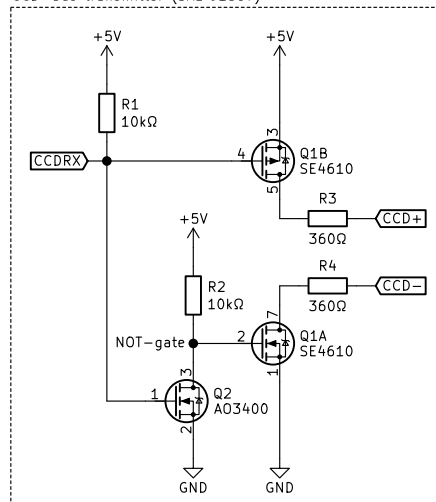 +5V
+5V
R1
10kΩ
CCDRX
4
3
5
Q1B
SE4610
R3
360Ω
CCD+
+5V
R4
360Ω
CCD-
R2
10kΩ
NOT-gate
2
7
1
Q1A
SE4610
1
3
2
Q2
AO3400
GND
GND